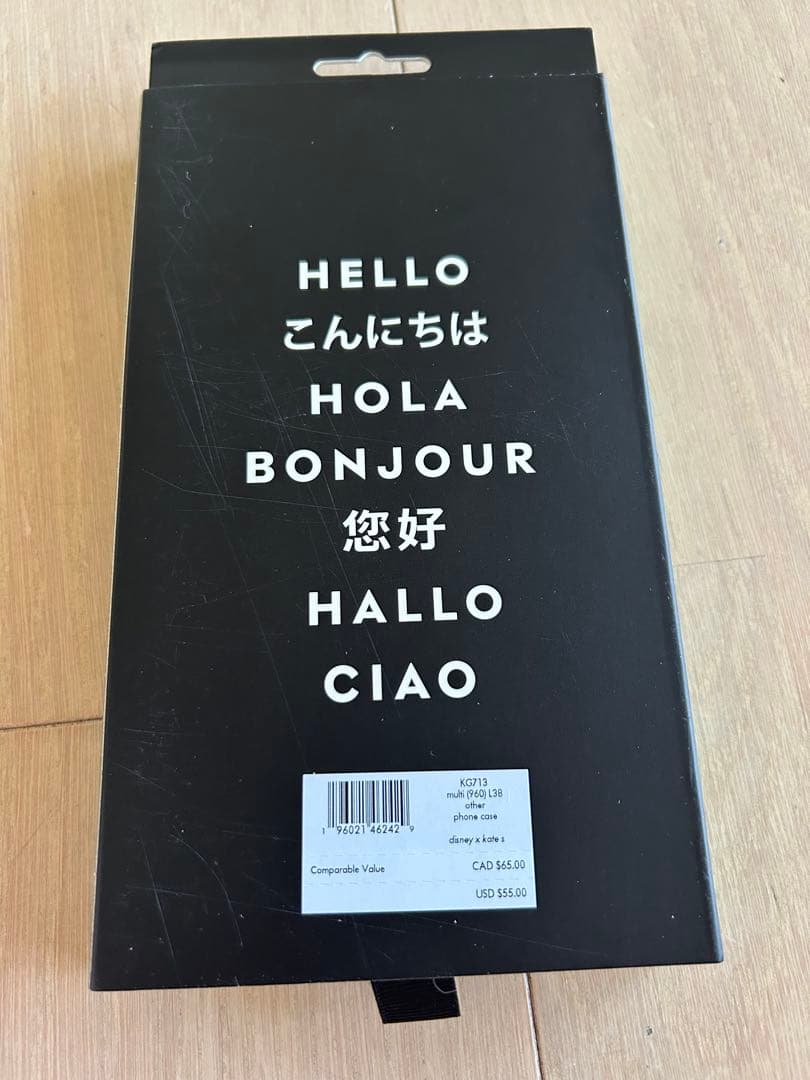 HELLO
こんにちは
HOLA
BONJOUR
您好
HALLO
CIAO
KG713
multi (960) L3B
other
phone case
1 96021 46242 9
disney x kate s
Comparable Value CAD $65.00
USD $55.00